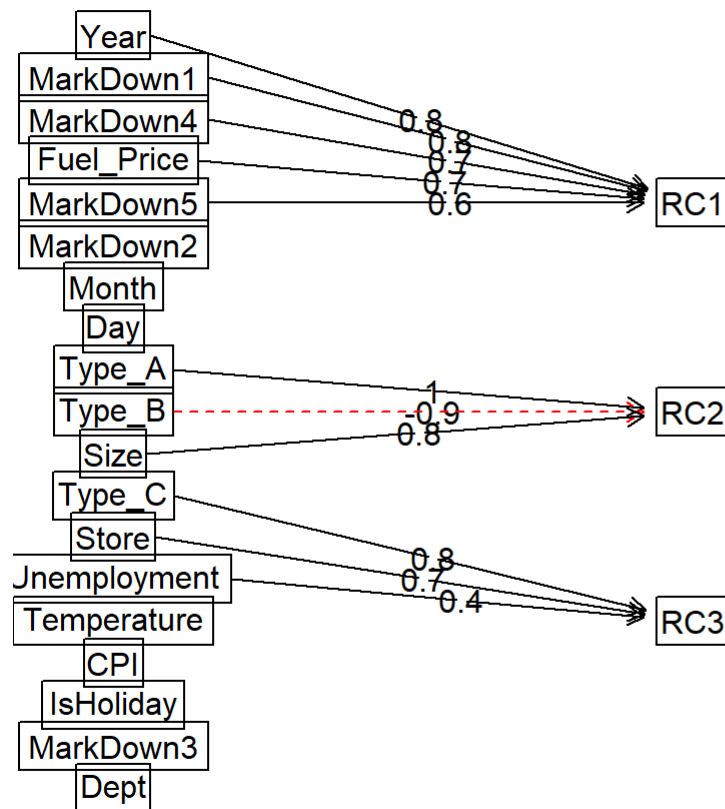 Year
MarkDown1
MarkDown4
Fuel_Price
MarkDown5
MarkDown2
Month
Day
Type_A
Type_B
Size
Type_C
Store
Unemployment
Temperature
CPI
IsHoliday
MarkDown3
Dept
0.8
0.8
0.7
0.7
0.6
1
-0.9
0.8
0.8
0.7
0.4
RC1
RC2
RC3